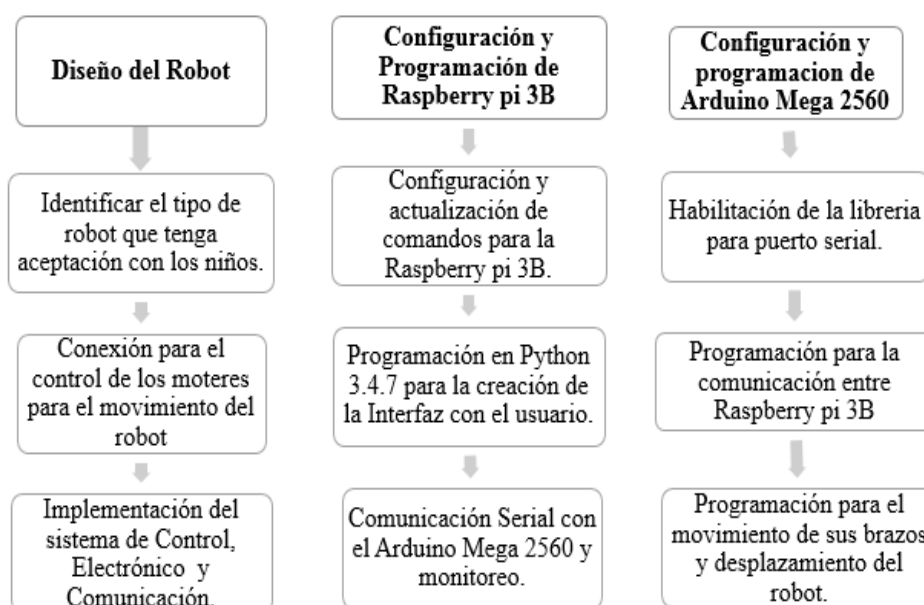 Diseño del Robot
Identificar el tipo de
robot que tenga
aceptación con los niños.
Conexión para el
control de los moteres
para el movimiento del
robot
Implementación del
sistema de Control,
Electrónico y
Comunicación.
Configuración y
Programación de
Raspberry pi 3B
Configuración y
actualización de
comandos para la
Raspberry pi 3B.
Programación en Python
3.4.7 para la creación de
la Interfaz con el usuario.
Comunicación Serial con
el Arduino Mega 2560 y
monitoreo.
Configuración y
programacion de
Arduino Mega 2560
Habilitación de la libreria
para puerto serial.
Programación para la
comunicación entre
Raspberry pi 3B
Programación para el
movimiento de sus brazos
y desplazamiento del
robot.